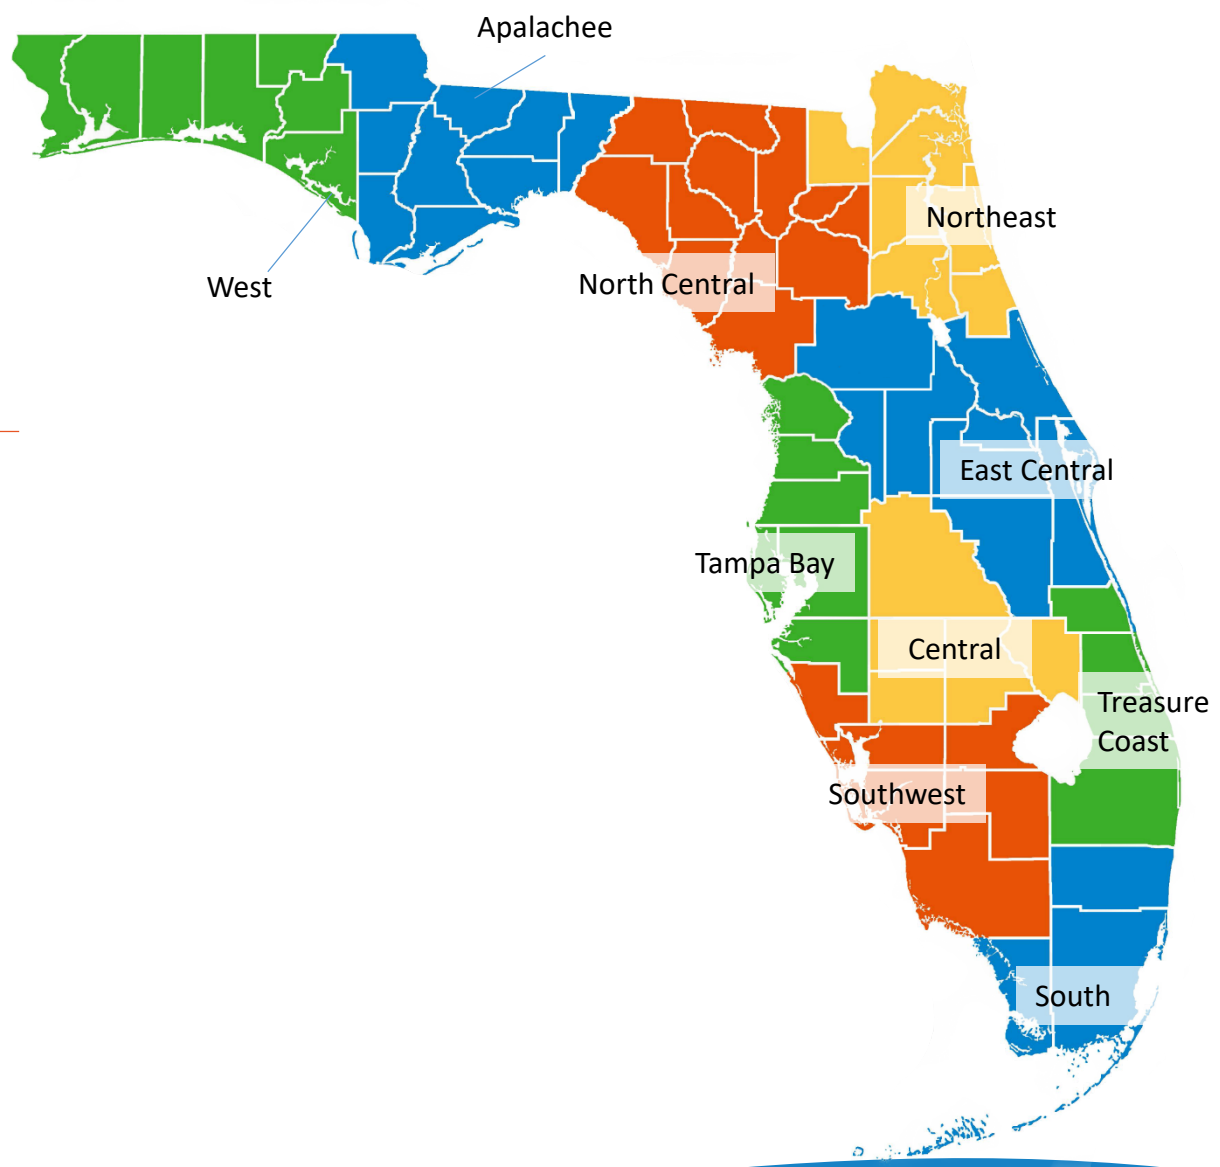 Apalachee
Northeast
West
North Central
East Central
Tampa Bay
Central
Treasure
Coast
Southwest
South